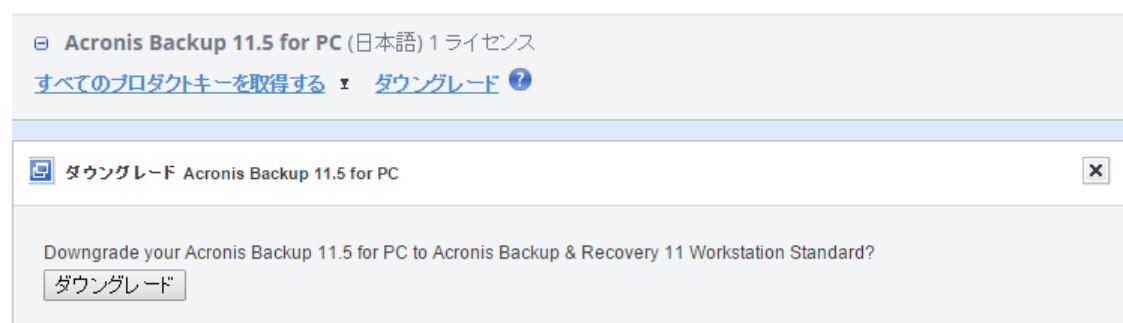 Acronis Backup 11.5 for PC (日本語) 1 ライセンス
すべてのプロダクトキーを取得する ダウングレード ?
ダウングレード Acronis Backup 11.5 for PC
Downgrade your Acronis Backup 11.5 for PC to Acronis Backup & Recovery 11 Workstation Standard?
ダウングレード